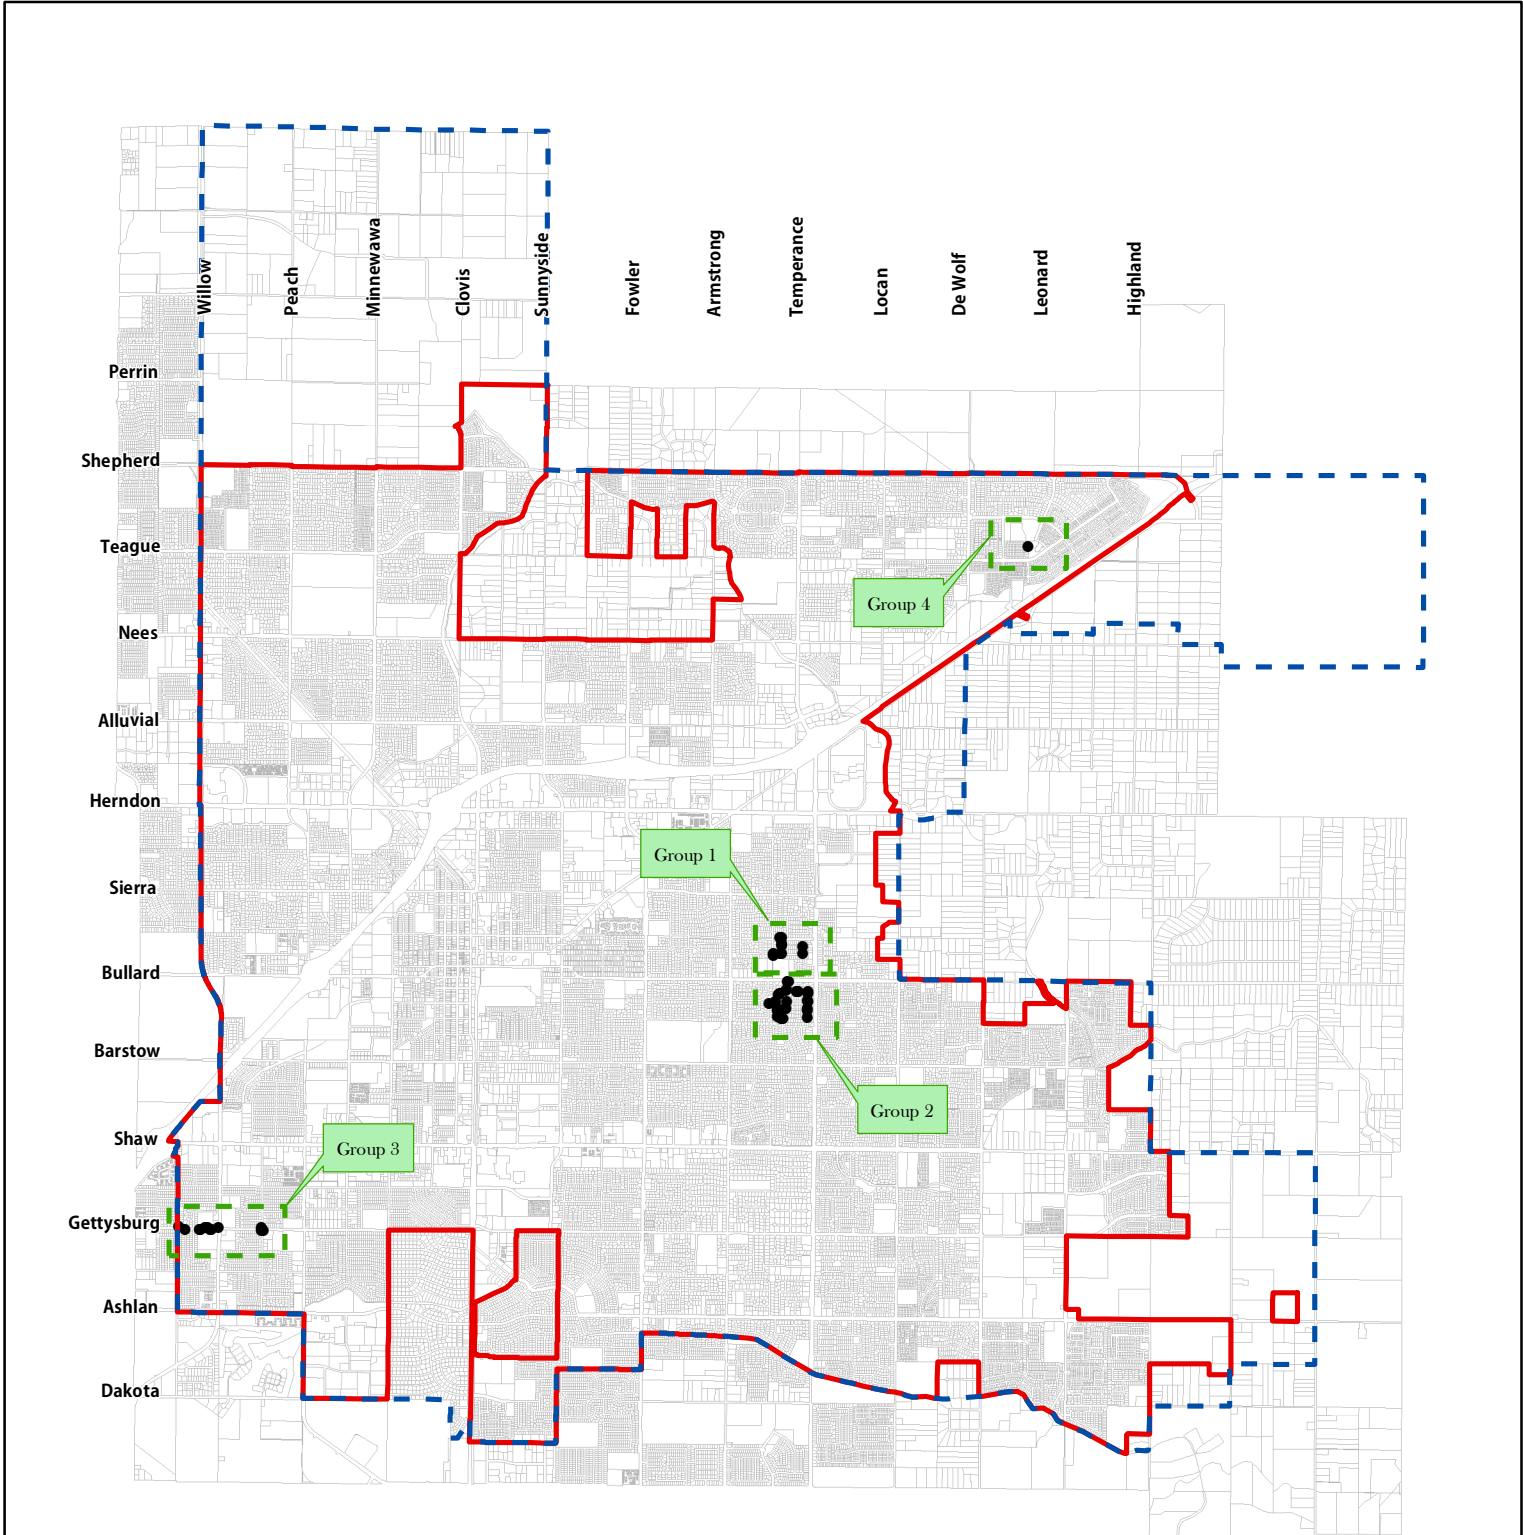 Willow
Peach
Minnewawa
Clovis
Sunnyside
Fowler
Armstrong
Temperance
Locan
De Wolf
Leonard
Highland
Perrin
Shepherd
Teague
Nees
Alluvial
Herndon
Sierra
Bullard
Barstow
Shaw
Gettysburg
Ashlan
Dakota
Group 4
Group 1
Group 2
Group 3